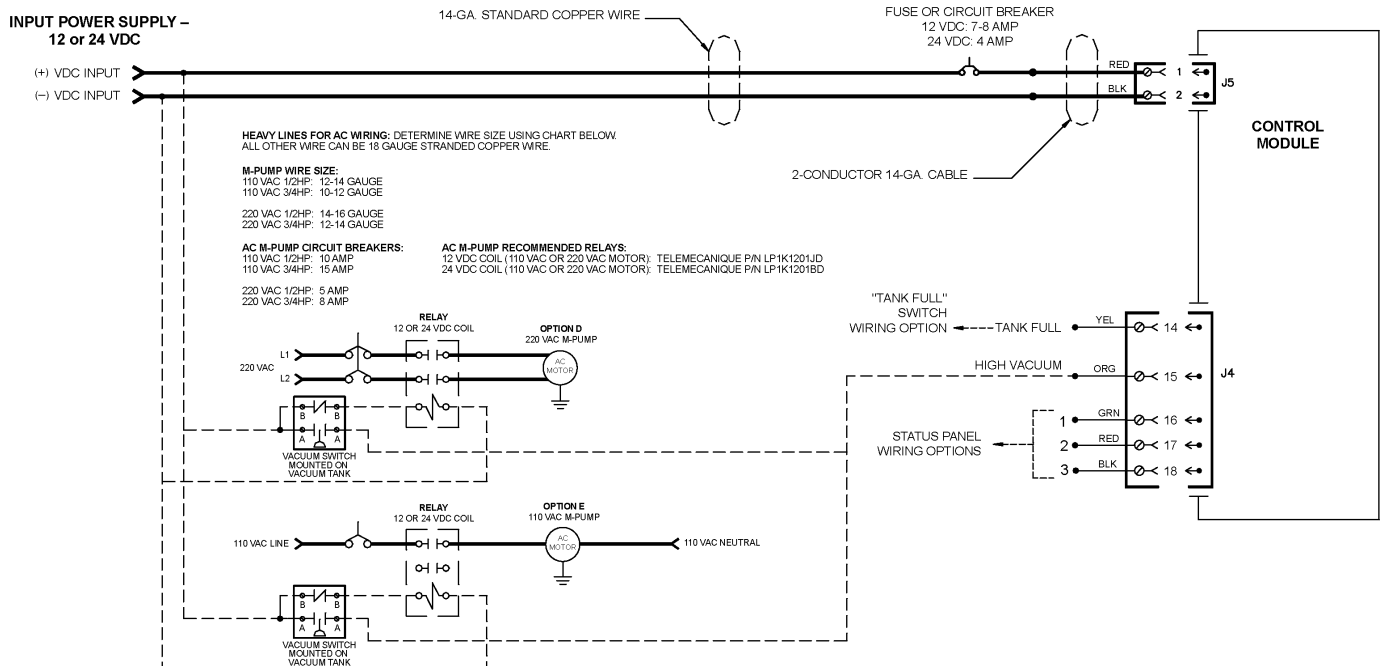 INPUT POWER SUPPLY –
12 or 24 VDC
14-GA. STANDARD COPPER WIRE
FUSE OR CIRCUIT BREAKER
12 VDC: 7-8 AMP
24 VDC: 4 AMP
(+) VDC INPUT
RED
1
J5
(–) VDC INPUT
BLK
2
CONTROL
MODULE
HEAVY LINES FOR AC WIRING: DETERMINE WIRE SIZE USING CHART BELOW.
ALL OTHER WIRE CAN BE 18 GAUGE STRANDED COPPER WIRE.
2-CONDUCTOR 14-GA. CABLE
M-PUMP WIRE SIZE:
110 VAC 1/2HP: 12-14 GAUGE
110 VAC 3/4HP: 10-12 GAUGE
220 VAC 1/2HP: 14-16 GAUGE
220 VAC 3/4HP: 12-14 GAUGE
AC M-PUMP CIRCUIT BREAKERS:
110 VAC 1/2HP: 10 AMP
110 VAC 3/4HP: 15 AMP
220 VAC 1/2HP: 5 AMP
220 VAC 3/4HP: 8 AMP
AC M-PUMP RECOMMENDED RELAYS:
12 VDC COIL (110 VAC OR 220 VAC MOTOR): TELEMECANIQUE P/N LP1K1201JD
24 VDC COIL (110 VAC OR 220 VAC MOTOR): TELEMECANIQUE P/N LP1K1201BD
"TANK FULL"
SWITCH
WIRING OPTION
TANK FULL
YEL
14
HIGH VACUUM
ORG
15
J4
STATUS PANEL
WIRING OPTIONS
1
GRN
16
2
RED
17
3
BLK
18
RELAY
12 OR 24 VDC COIL
OPTION D
220 VAC M-PUMP
L1
220 VAC
L2
AC
MOTOR
B B
A A
VACUUM SWITCH
MOUNTED ON
VACUUM TANK
RELAY
12 OR 24 VDC COIL
OPTION E
110 VAC M-PUMP
110 VAC LINE
AC
MOTOR
110 VAC NEUTRAL
B B
A A
VACUUM SWITCH
MOUNTED ON
VACUUM TANK